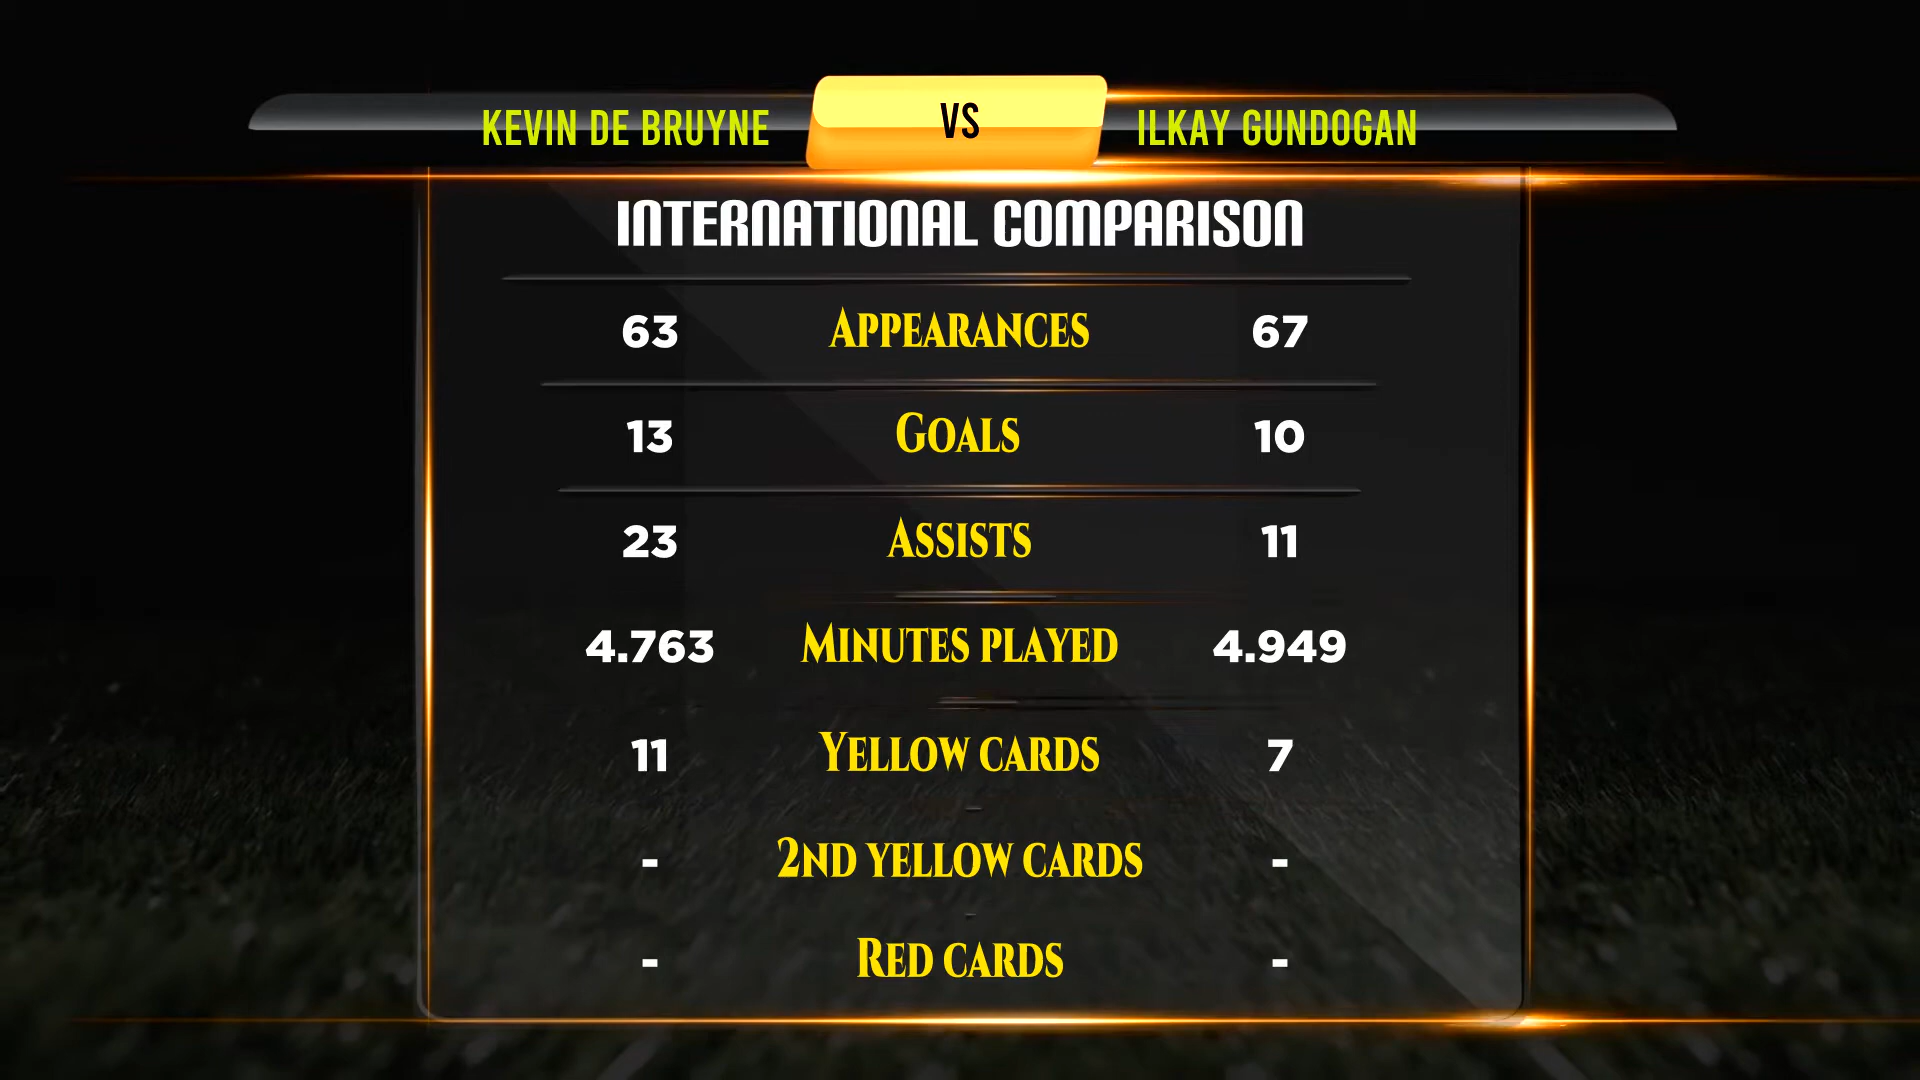 KEVIN DE BRUYNE VS ILKAY GUNDOGAN
INTERNATIONAL COMPARISON
63 APPEARANCES 67
13 GOALS 10
23 ASSISTS 11
4.763 MINUTES PLAYED 4.949
11 YELLOW CARDS 7
- 2ND YELLOW CARDS -
- RED CARDS -